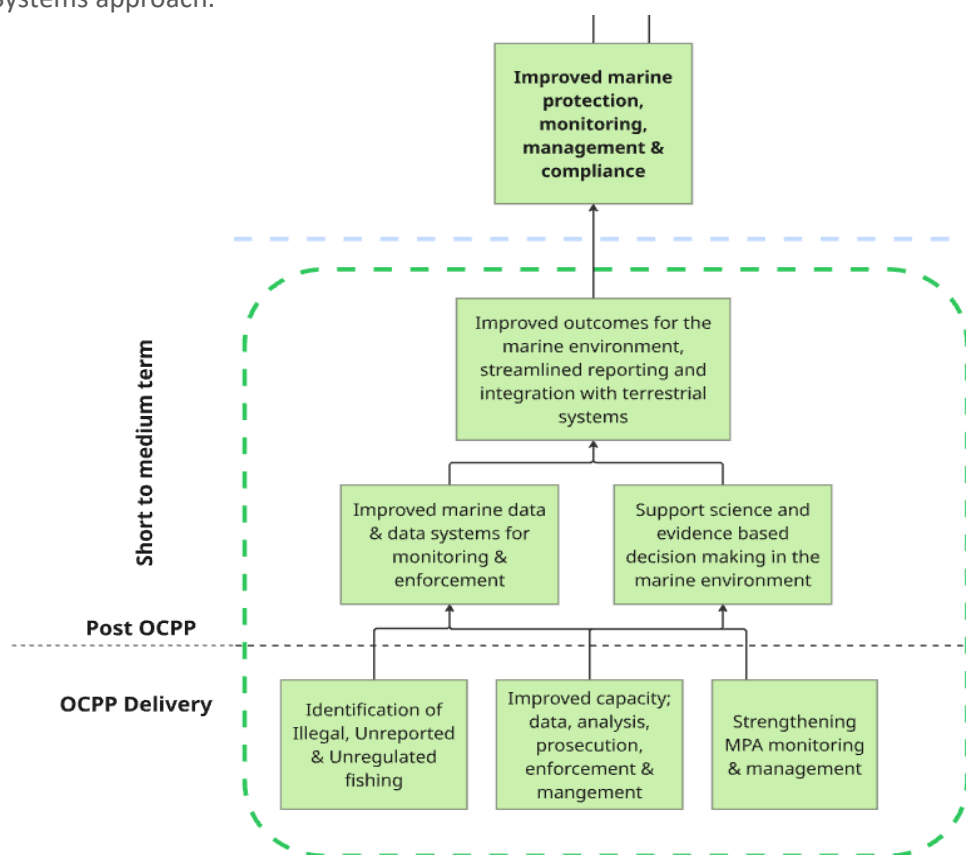 Systems approach.
Improved marine
protection,
monitoring,
management &
compliance
Improved outcomes for the
marine environment,
streamlined reporting and
integration with terrestrial
systems
Short to medium term
Improved marine data
& data systems for
monitoring &
enforcement
Support science and
evidence based
decision making in the
marine environment
Post OCPP
OCPP Delivery
Identification of
Illegal, Unreported
& Unregulated
fishing
Improved capacity;
data, analysis,
prosecution,
enforcement &
mangement
Strengthening
MPA monitoring
& management